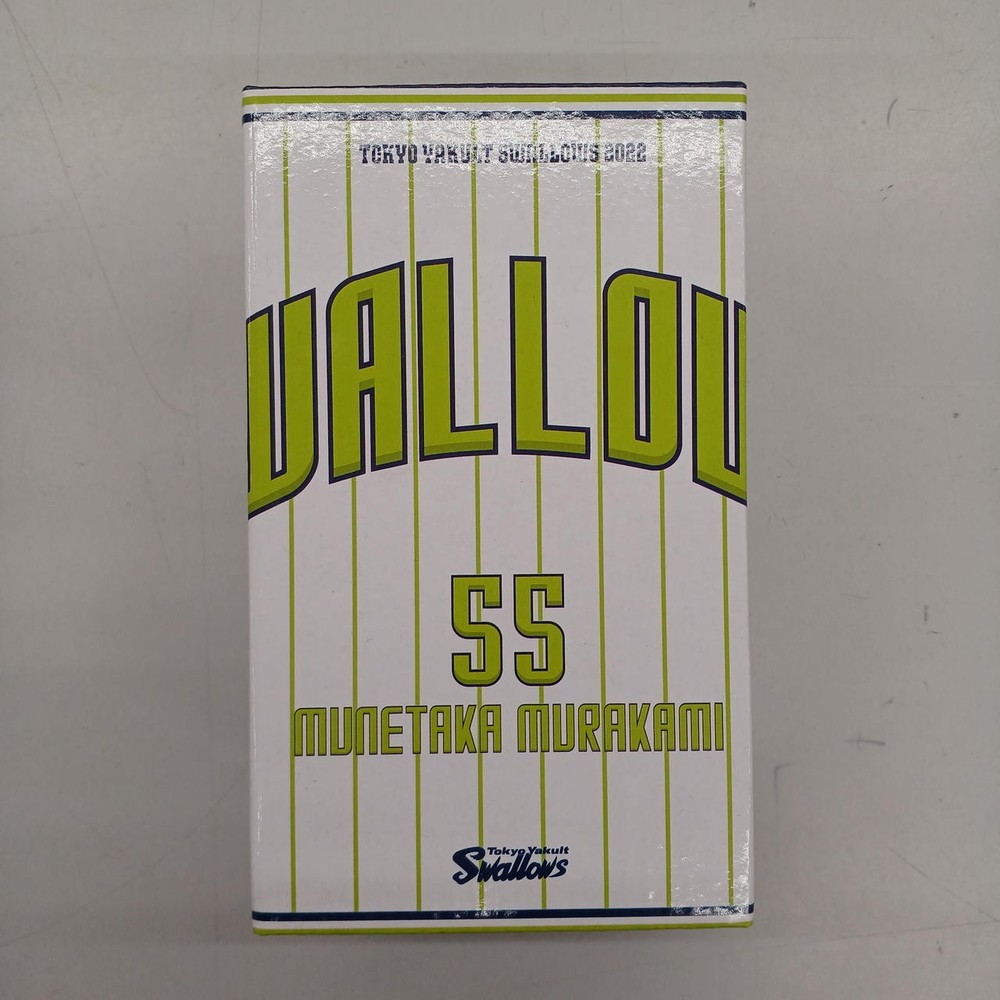 TOKYO YAKULT SWALLOWS 2022
WALLOW
55
MUNETAKA MURAKAMI
Tokyo Yakult
Swallows